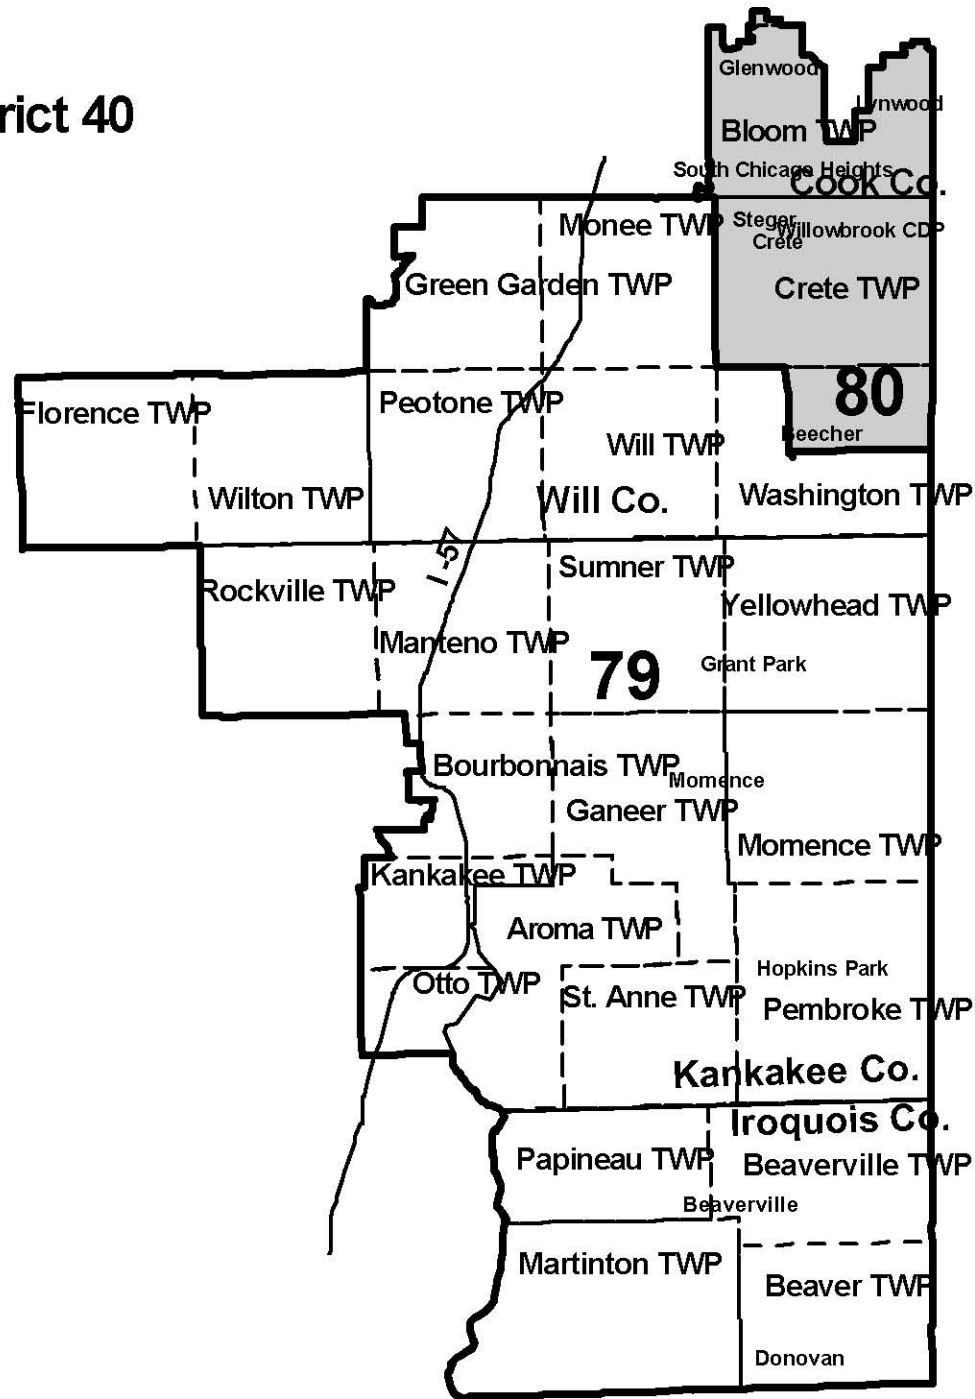 rict 40
Glenwood
Lynwood
Bloom TWP
South Chicago Heights
Cook Co.
Monee TWP
Steger
Willowbrook CDP
Crete
Green Garden TWP
Crete TWP
80
Florence TWP
Peotone TWP
Will TWP
Beecher
Wilton TWP
Will Co.
Washington TWP
I -57
Sumner TWP
Rockville TWP
Yellowhead TWP
Manteno TWP
79
Grant Park
Bourbonnais TWP
Momence
Ganeer TWP
Momence TWP
Kankakee TWP
Aroma TWP
Hopkins Park
Otto TWP
St. Anne TWP
Pembroke TWP
Kankakee Co.
Iroquois Co.
Papineau TWP
Beaverville TWP
Beaverville
Martinton TWP
Beaver TWP
Donovan